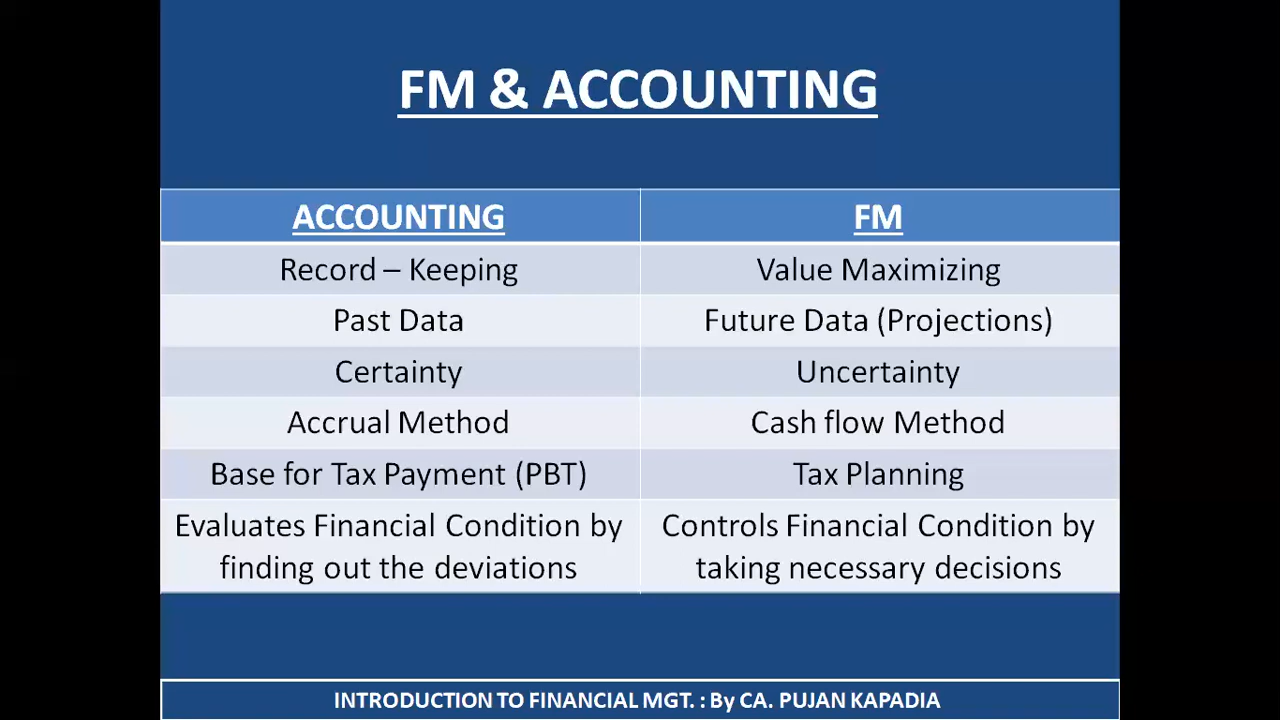 FM & ACCOUNTING
ACCOUNTING
FM
Record – Keeping
Value Maximizing
Past Data
Future Data (Projections)
Certainty
Uncertainty
Accrual Method
Cash flow Method
Base for Tax Payment (PBT)
Tax Planning
Evaluates Financial Condition by
finding out the deviations
Controls Financial Condition by
taking necessary decisions
INTRODUCTION TO FINANCIAL MGT. : By CA. PUJAN KAPADIA